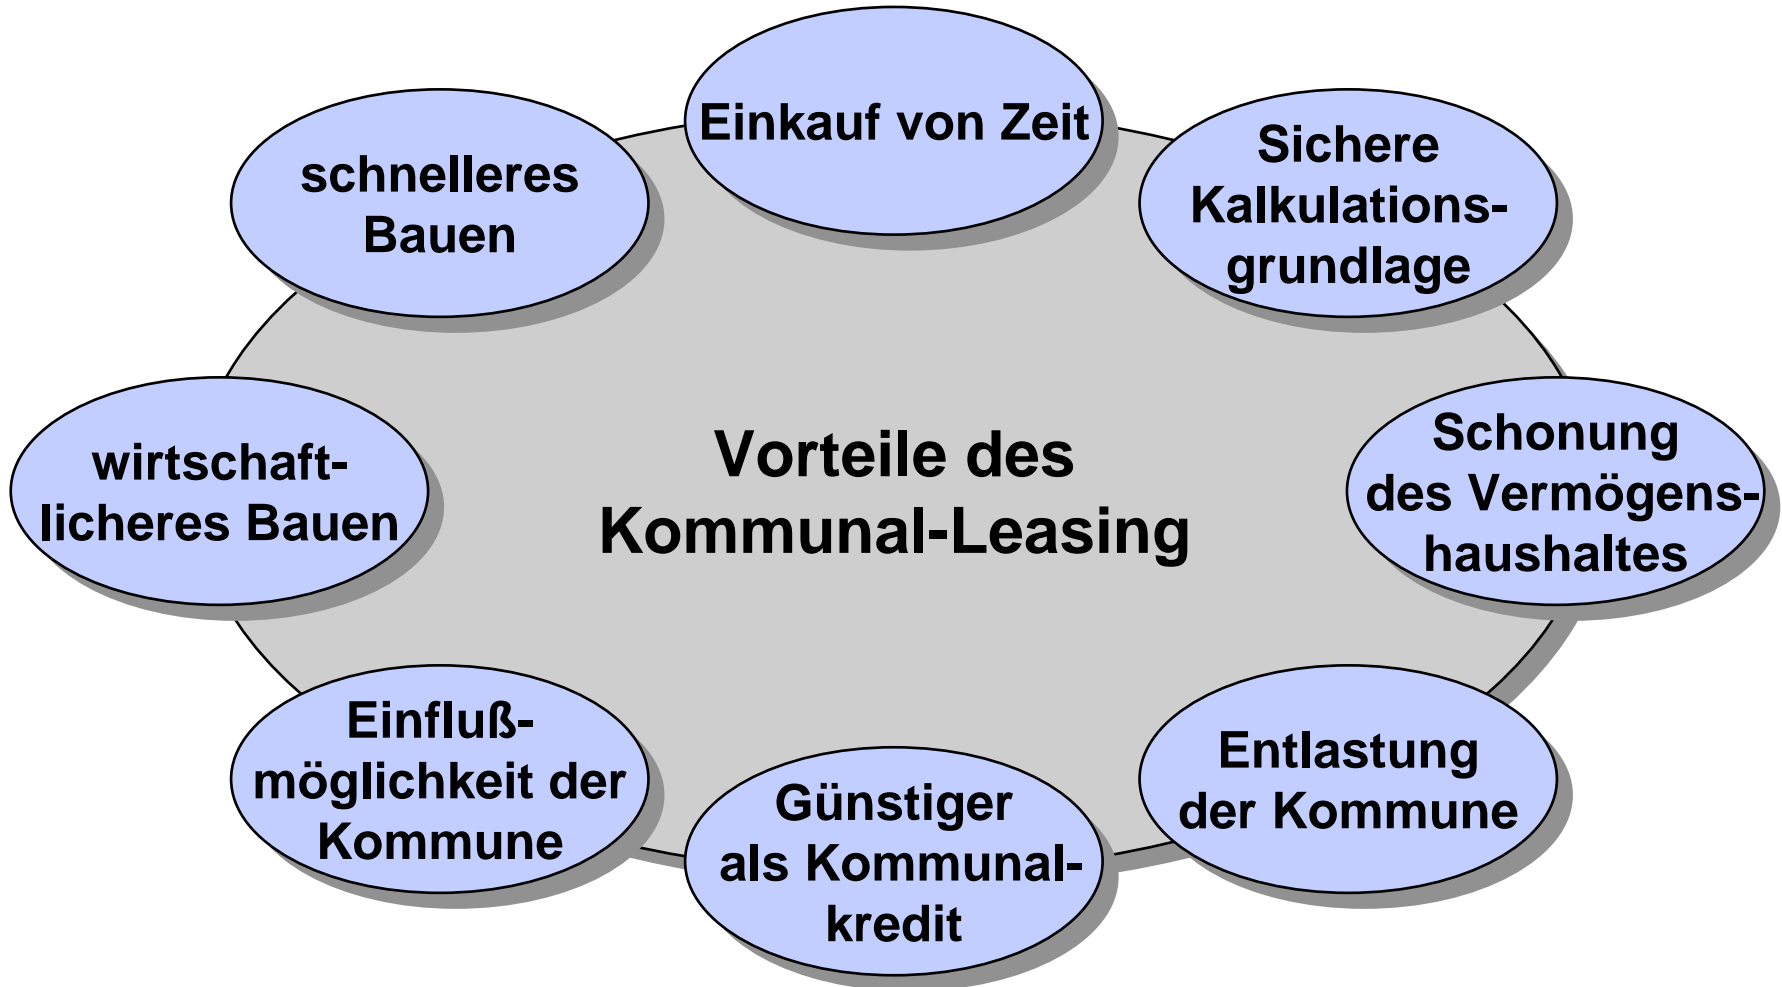 Einkauf von Zeit
Sichere
Kalkulations-
grundlage
schnelleres
Bauen
Schonung
des Vermögens-
haushaltes
Vorteile des
Kommunal-Leasing
wirtschaft-
licheres Bauen
Einfluß-
möglichkeit der
Kommune
Günstiger
als Kommunal-
kredit
Entlastung
der Kommune